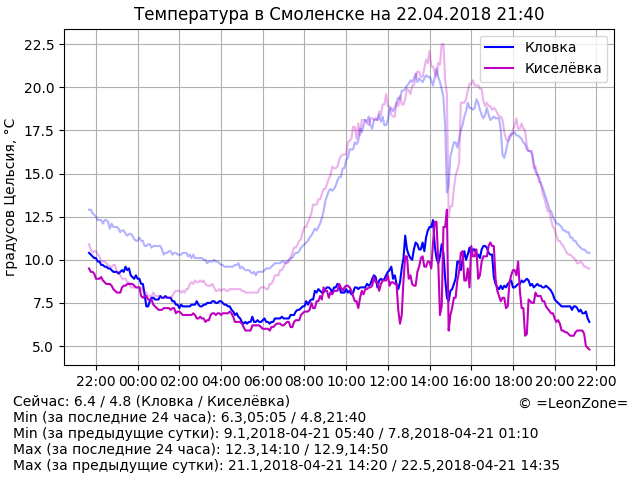 Температура в Смоленске на 22.04.2018 21:40
градусов Цельсия, °С
22.5
20.0
17.5
15.0
12.5
10.0
7.5
5.0
Кловка
Киселёвка
22:00 00:00 02:00 04:00 06:00 08:00 10:00 12:00 14:00 16:00 18:00 20:00 22:00
Сейчас: 6.4 / 4.8 (Кловка / Киселёвка)
© =LeonZone=
Min (за последние 24 часа): 6.3,05:05 / 4.8,21:40
Min (за предыдущие сутки): 9.1,2018-04-21 05:40 / 7.8,2018-04-21 01:10
Max (за последние 24 часа): 12.3,14:10 / 12.9,14:50
Max (за предыдущие сутки): 21.1,2018-04-21 14:20 / 22.5,2018-04-21 14:35